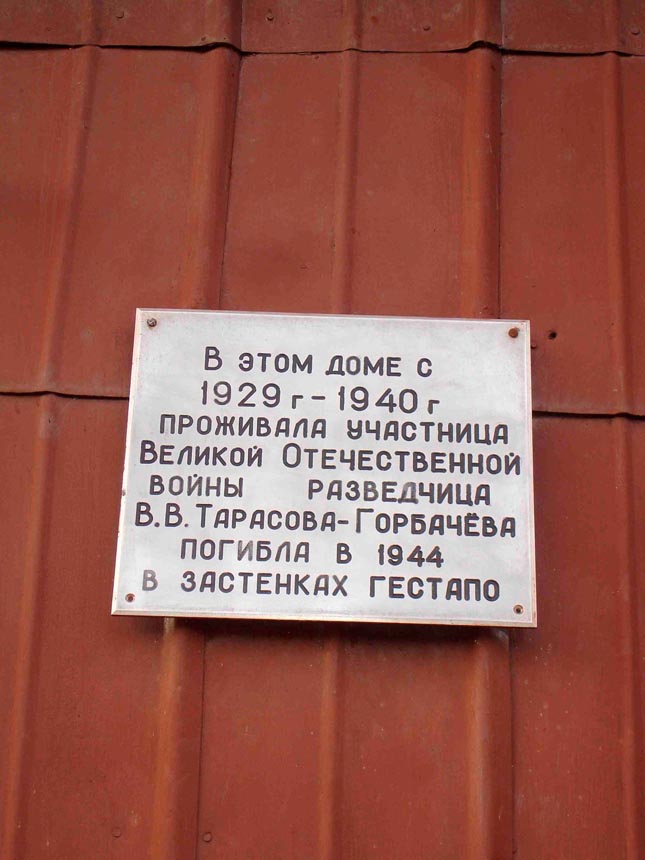 В этом доме с
1929 г - 1940 г
проживала участница
Великой Отечественной
войны разведчица
В.В. Тарасова-Горбачёва
погибла в 1944
в застенках гестапо